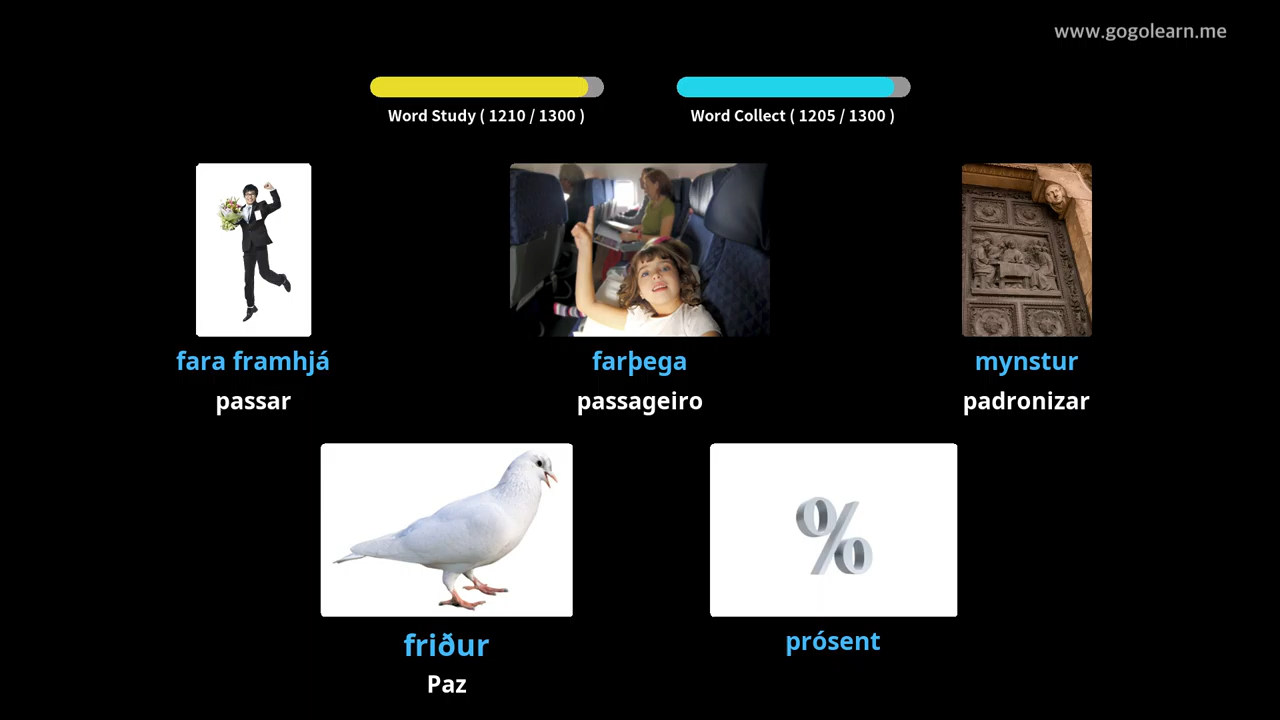 www.gogolearn.me
Word Study ( 1210 / 1300 )
Word Collect ( 1205 / 1300 )
fara framhjá
passar
farþega
passageiro
mynstur
padronizar
friður
Paz
prósent